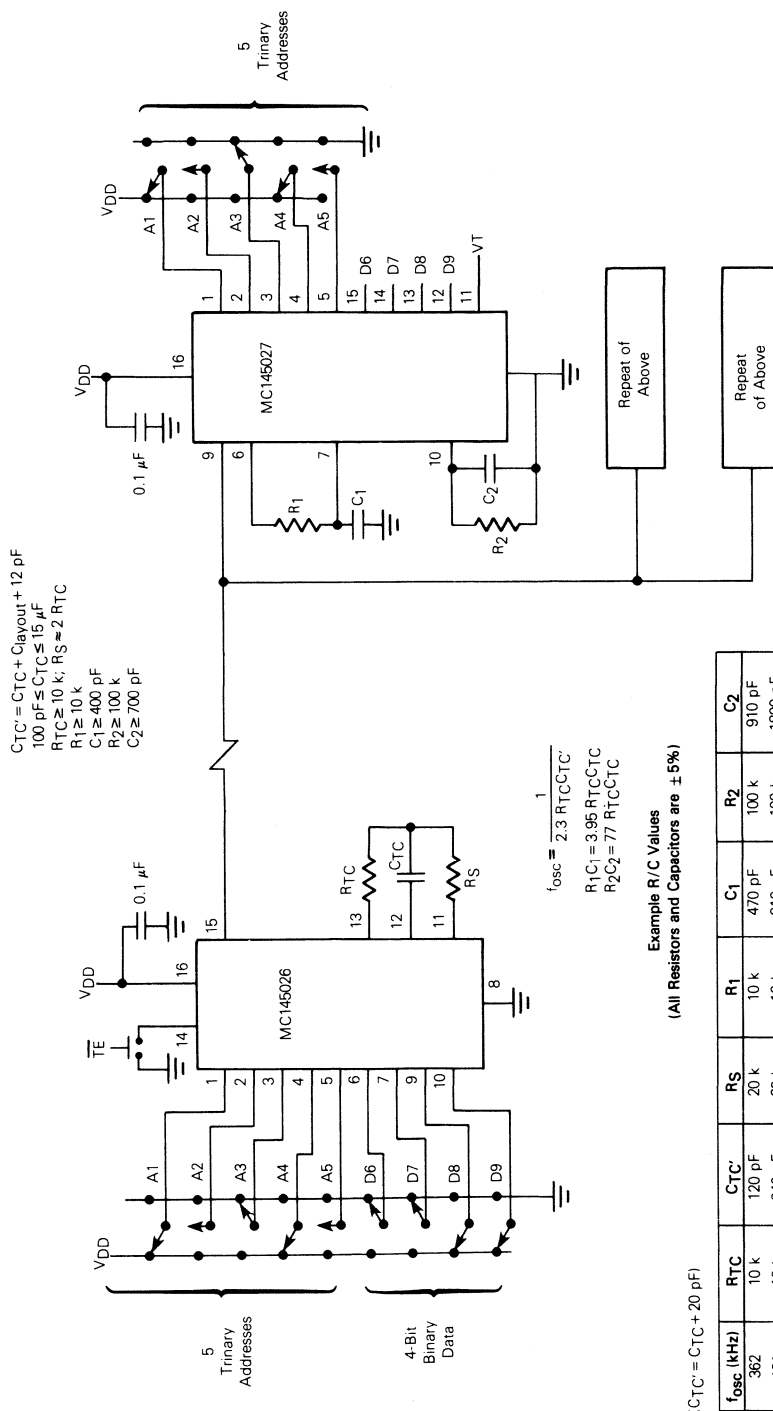 CTC' = CTC + Clayout + 12 pF
100 pF ≤ CTC ≤ 15 µF
RTC ≥ 10 k; RS ≈ 2 RTC
R1 ≥ 10 k
C1 ≥ 400 pF
R2 ≥ 100 k
C2 ≥ 700 pF
VDD
TE
VDD
0.1 µF
14
16
5
Trinary
Addresses
4-Bit
Binary
Data
A1
A2
A3
A4
A5
D6
D7
D8
D9
1
2
3
4
5
6
7
9
10
MC145026
15
13
12
11
8
RTC
CTC
RS
VDD
0.1 µF
16
9
6
7
10
R1
C1
R2
C2
MC145027
1
2
3
4
5
15
14
13
12
11
D6
D7
D8
D9
VT
VDD
A1
A2
A3
A4
A5
5
Trinary
Addresses
Repeat of
Above
Repeat
of Above
fosc = 1 / 2.3 RTCCTC'
R1C1 = 3.95 RTCCTC
R2C2 = 77 RTCCTC
Example R/C Values
(All Resistors and Capacitors are ±5%)
(CTC' = CTC + 20 pF)
fosc (kHz) RTC CTC' RS R1 C1 R2 C2
362 10 k 120 pF 20 k 10 k 470 pF 100 k 910 pF